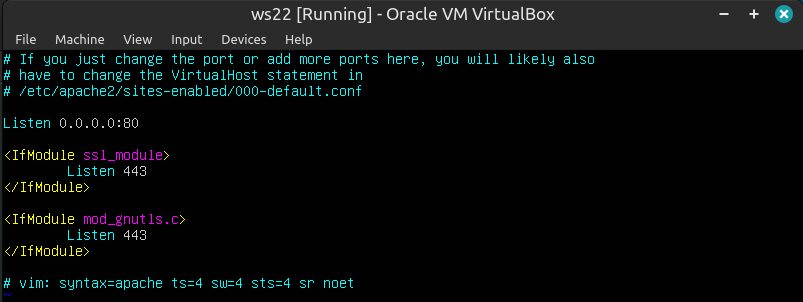 ws22 [Running] - Oracle VM VirtualBox
File Machine View Input Devices Help
# If you just change the port or add more ports here, you will likely also
# have to change the VirtualHost statement in
# /etc/apache2/sites-enabled/000-default.conf
Listen 0.0.0.0:80
<IfModule ssl_module>
Listen 443
</IfModule>
<IfModule mod_gnutls.c>
Listen 443
</IfModule>
# vim: syntax=apache ts=4 sw=4 sts=4 sr noet
~